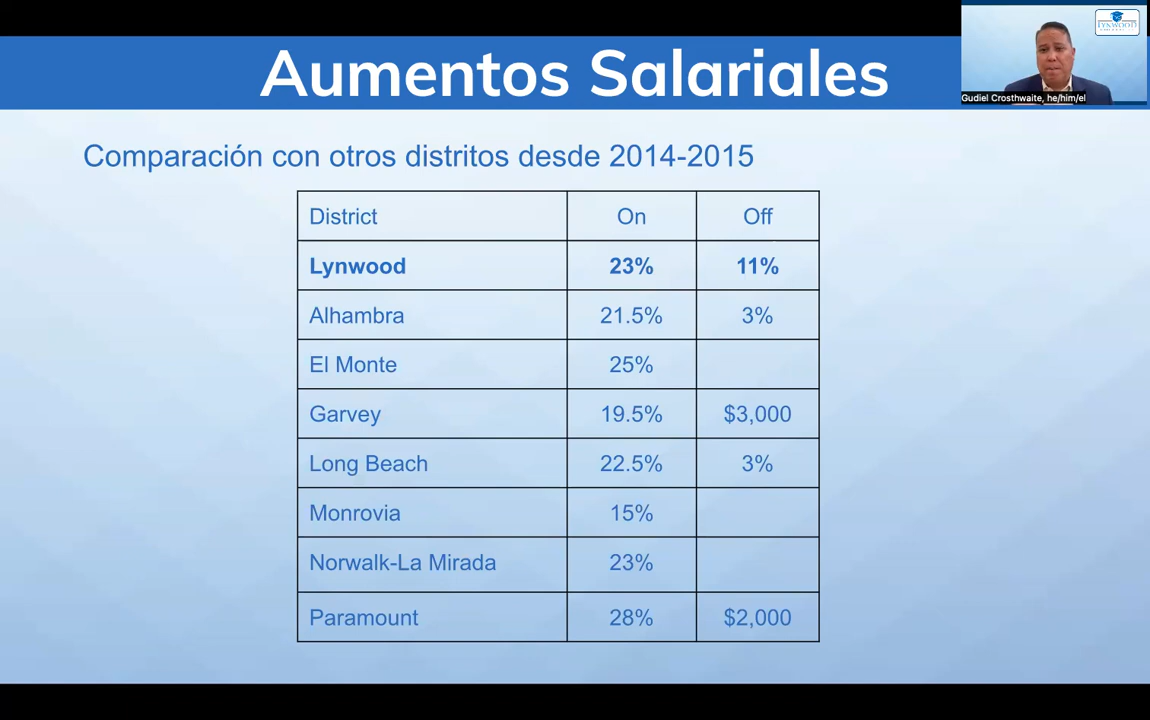 Aumentos Salariales
LYNWOOD
Gudiel Crosthwaite, he/him/el
Comparación con otros distritos desde 2014-2015
District On Off
Lynwood 23% 11%
Alhambra 21.5% 3%
El Monte 25%
Garvey 19.5% $3,000
Long Beach 22.5% 3%
Monrovia 15%
Norwalk-La Mirada 23%
Paramount 28% $2,000